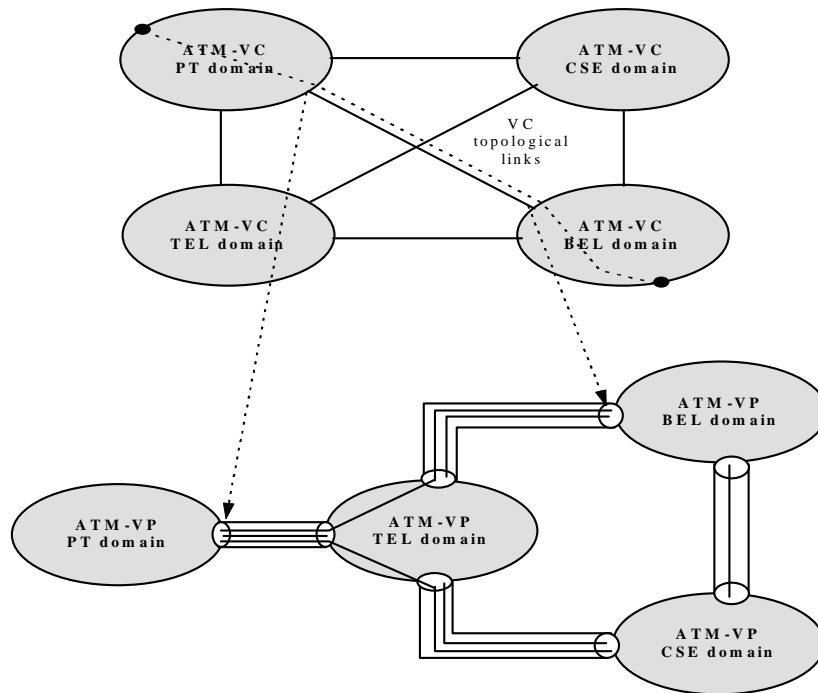 ATM-VC
PT domain
ATM-VC
CSE domain
VC
topological
links
ATM-VC
TEL domain
ATM-VC
BEL domain
ATM-VP
BEL domain
ATM-VP
PT domain
ATM-VP
TEL domain
ATM-VP
CSE domain